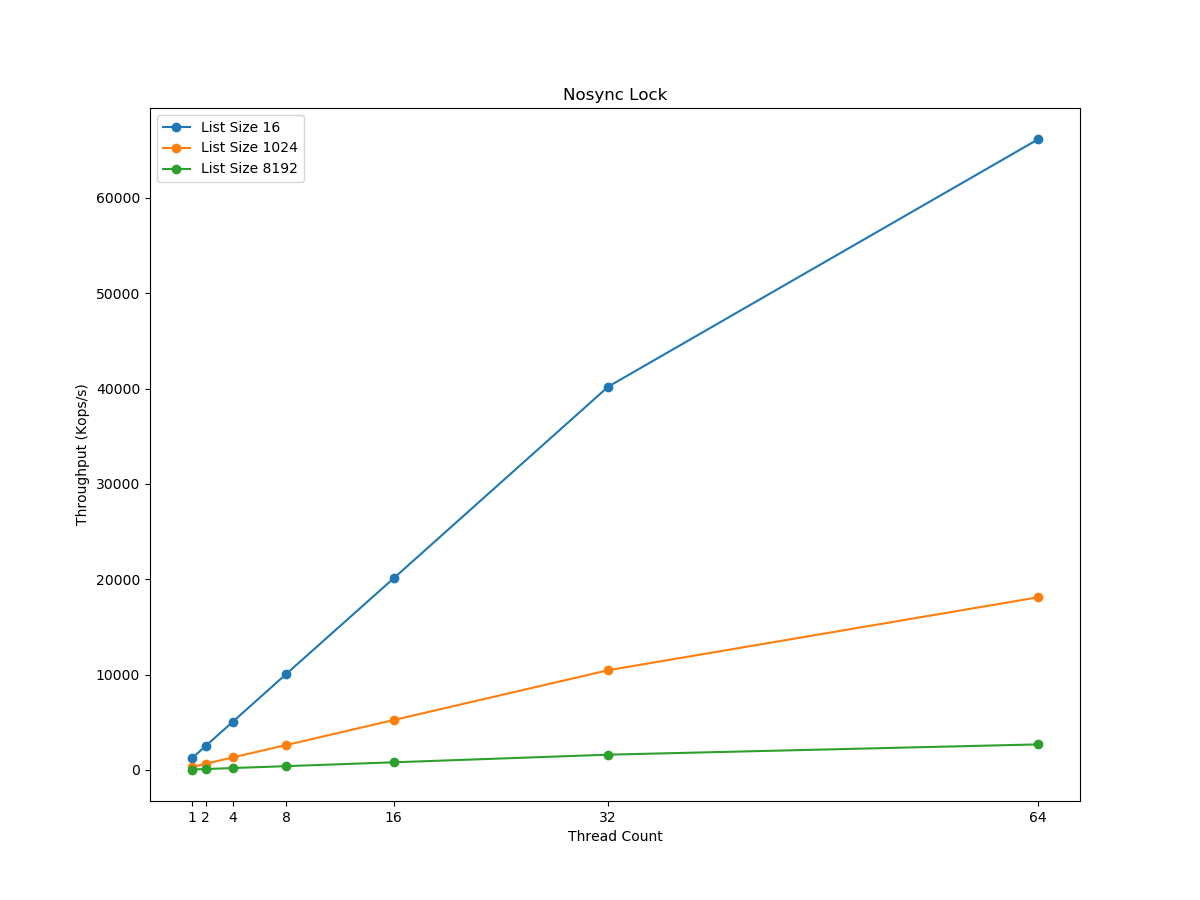 Nosync Lock
List Size 16
List Size 1024
List Size 8192
Throughput (Kops/s)
60000
50000
40000
30000
20000
10000
0
1 2 4 8 16 32 64
Thread Count